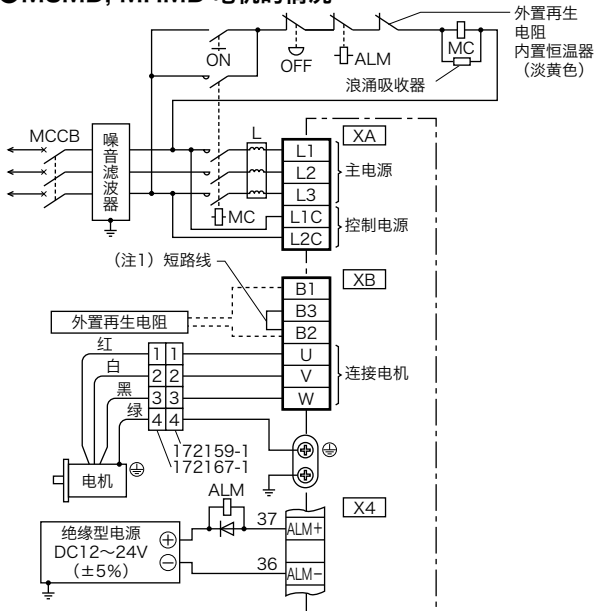 ●MSMD, MHMD 电机的情况
外置再生
电阻
内置恒温器
（淡黄色）
ON
OFF
ALM
MC
浪涌吸收器
MCCB
噪音滤波器
L
XA
L1
L2
L3
主电源
MC
L1C
L2C
控制电源
（注1）短路线
XB
B1
B3
B2
外置再生电阻
红
白
黑
绿
1 1
2 2
3 3
4 4
U
V
W
连接电机
172159-1
172167-1
电机
ALM
X4
绝缘型电源
DC12～24V
（±5%）
37
ALM+
36
ALM−